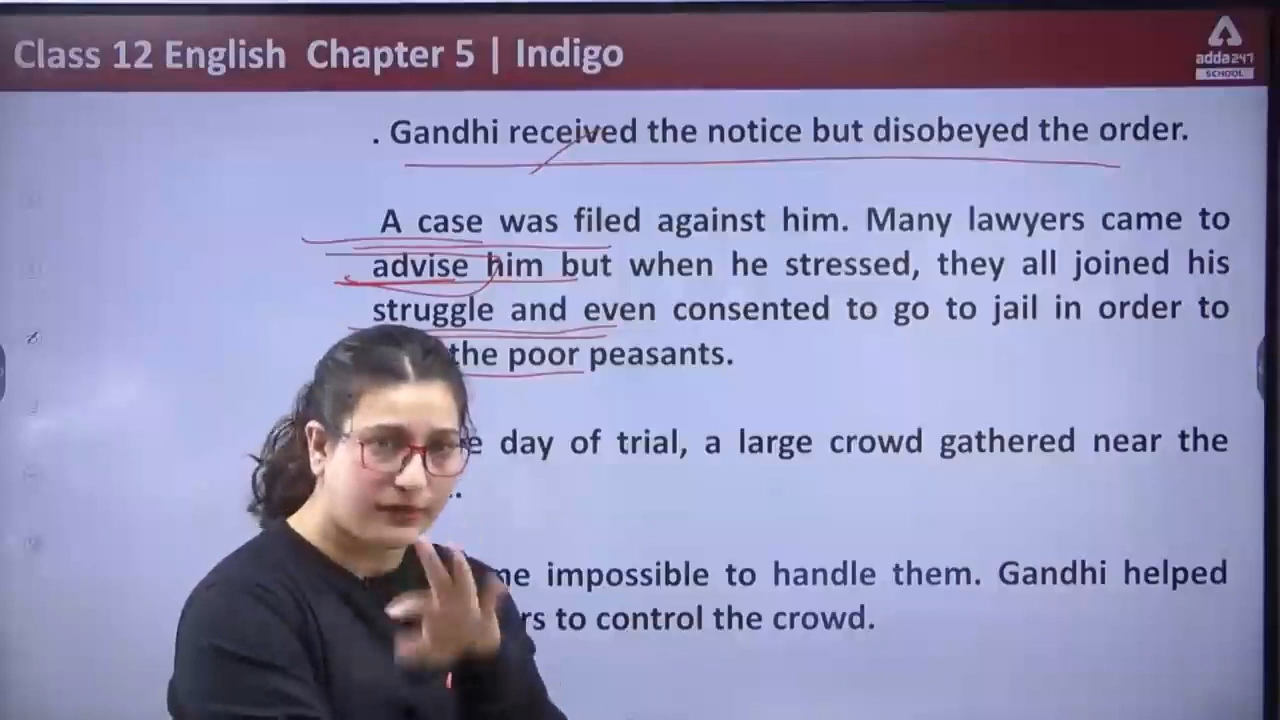 Class 12 English Chapter 5 | Indigo
adda247
SCHOOL
. Gandhi received the notice but disobeyed the order.
A case was filed against him. Many lawyers came to
advise him but when he stressed, they all joined his
struggle and even consented to go to jail in order to
the poor peasants.
day of trial, a large crowd gathered near the
impossible to handle them. Gandhi helped
to control the crowd.